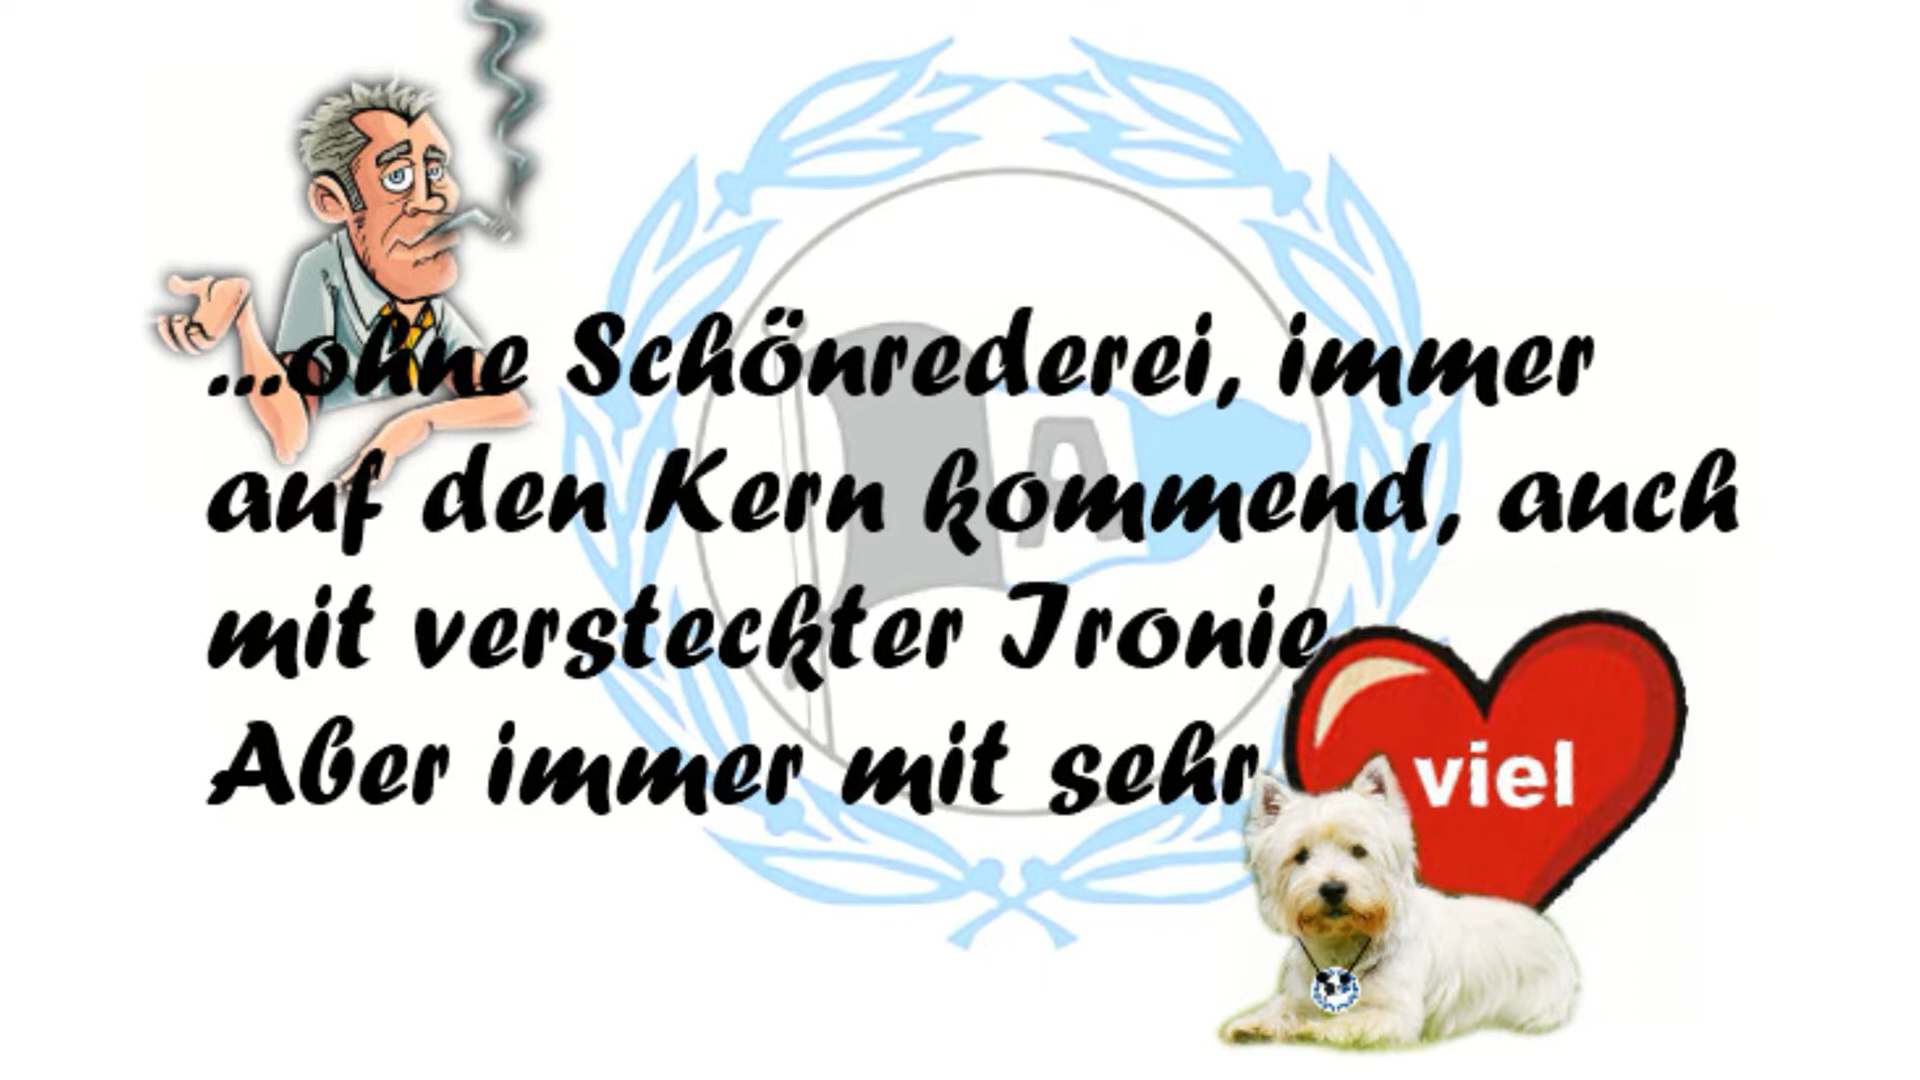 ...ohne Schönrederei, immer
auf den Kern kommend, auch
mit versteckter Ironie
Aber immer mit sehr
viel
A